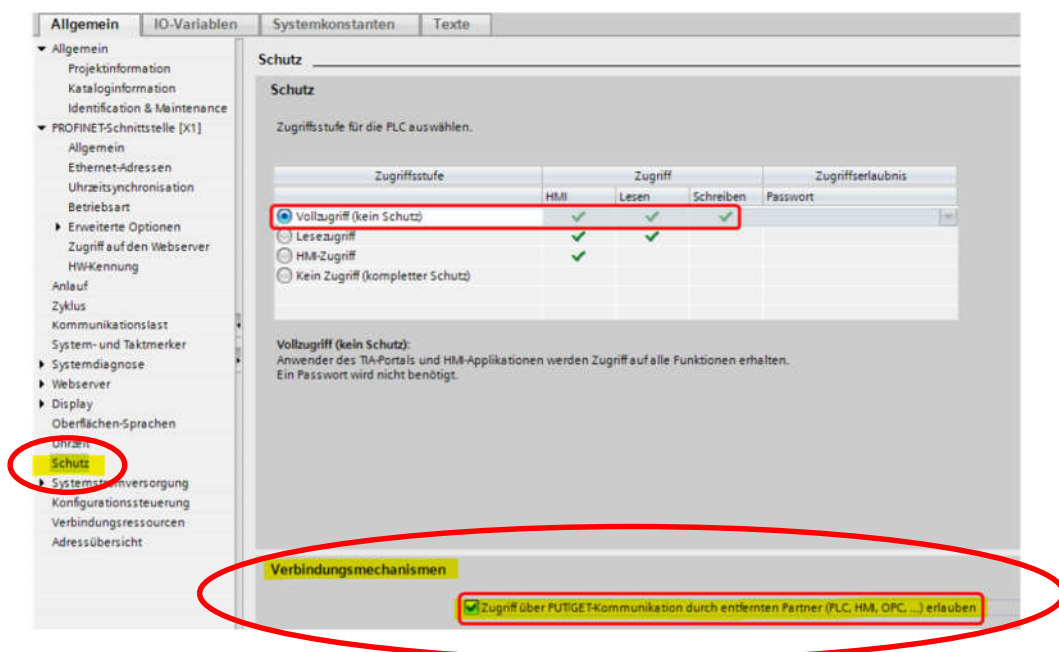 Allgemein IO-Variablen Systemkonstanten Texte
Allgemein
Projektinformation
Kataloginformation
Identification & Maintenance
PROFINET-Schnittstelle [X1]
Allgemein
Ethernet-Adressen
Uhrzeitsynchronisation
Betriebsart
Erweiterte Optionen
Zugriff auf den Webserver
HW-Kennung
Anlauf
Zyklus
Kommunikationslast
System- und Taktmerker
Systemdiagnose
Webserver
Display
Oberflächen-Sprachen
Uhrzeit
Schutz
Systemstromversorgung
Konfigurationssteuerung
Verbindungsressourcen
Adressübersicht
Schutz
Schutz
Zugriffsstufe für die PLC auswählen.
Zugriffsstufe Zugriff Zugriffserlaubnis
HMI Lesen Schreiben Passwort
Vollzugriff (kein Schutz)
Lesezugriff
HMI-Zugriff
Kein Zugriff (kompletter Schutz)
Vollzugriff (kein Schutz):
Anwender des TIA-Portals und HMI-Applikationen werden Zugriff auf alle Funktionen erhalten.
Ein Passwort wird nicht benötigt.
Verbindungsmechanismen
Zugriff über PUT/GET-Kommunikation durch entfernten Partner (PLC, HMI, OPC, ...) erlauben